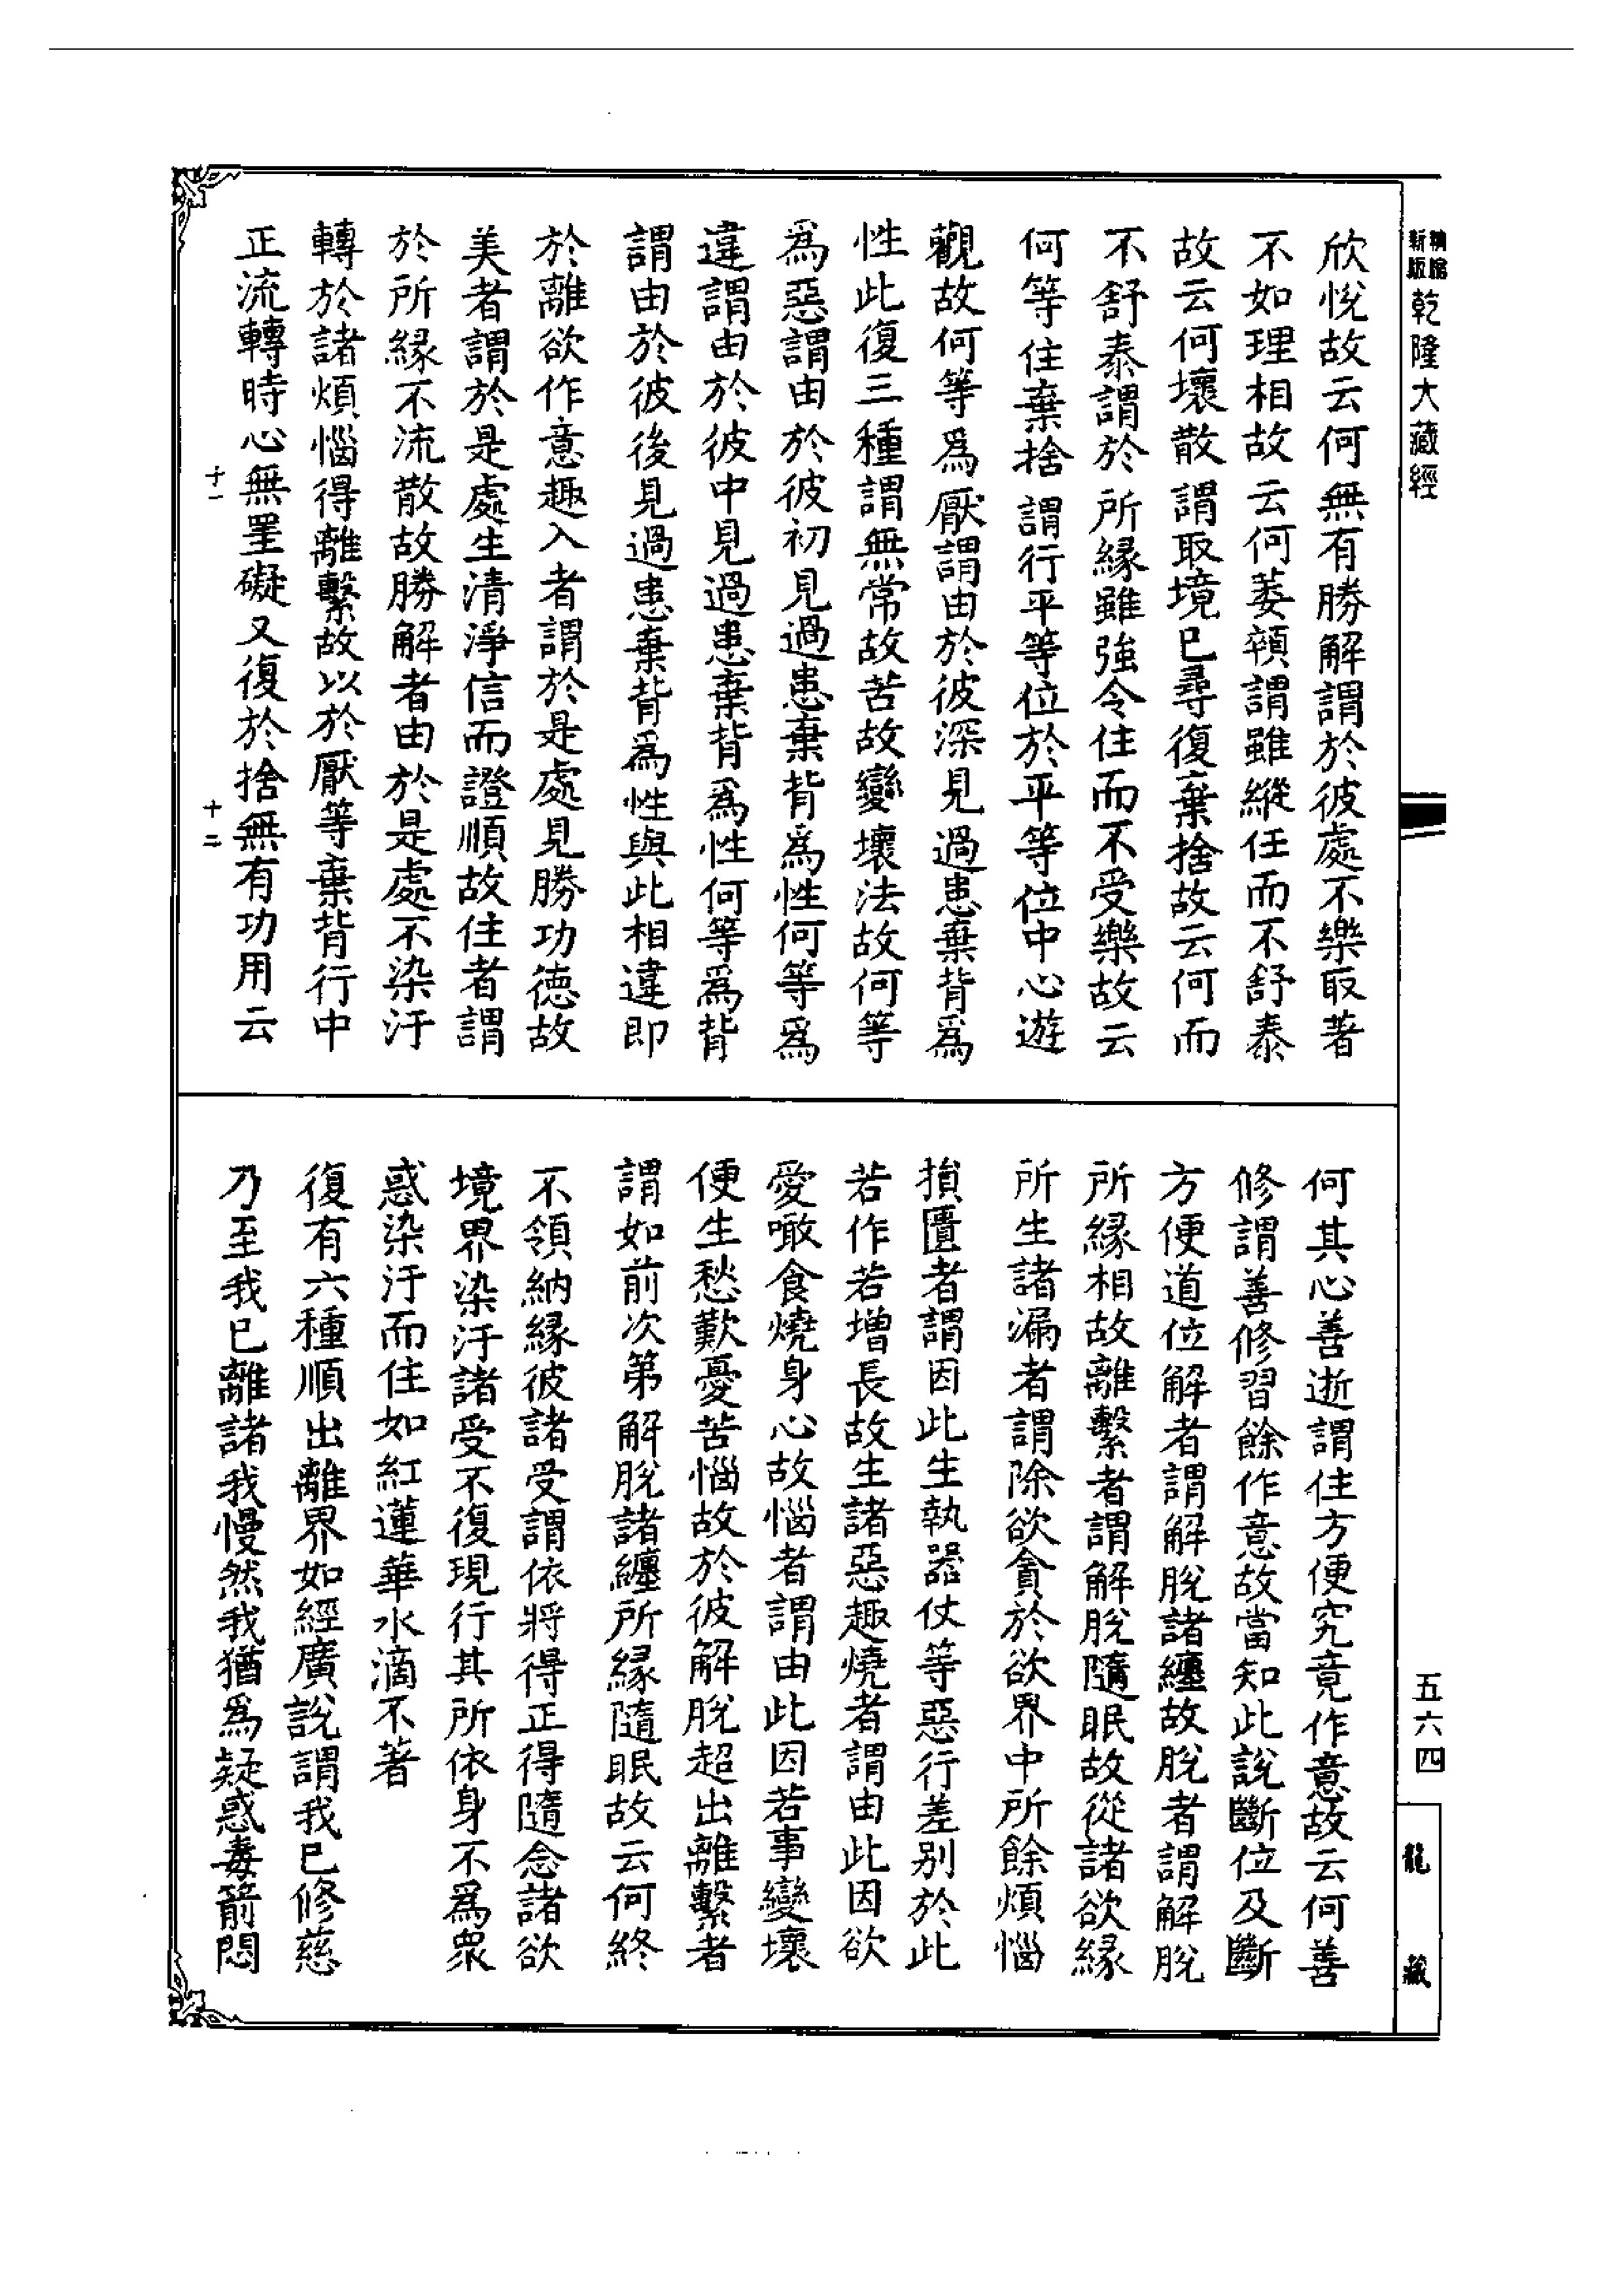 新版
乾隆大藏經
欣悅故云何無有勝解謂於彼處不樂取著
不如理相故云何萎顇謂雖縱任而不舒泰
故云何壞散謂取境已尋復棄捨故云何而
不舒泰謂於所緣雖強令住而不受樂故云
何等住棄捨謂行平等位於平等位中心遊
觀故何等為厭謂由於彼深見過患棄背為
性此復三種謂無常故苦故變壞法故何等
為惡謂由於彼初見過患棄背為性何等為
違謂由於彼中見過患棄背為性何等為背
謂由於彼後見過患棄背為性與此相違即
於離欲作意趣入者謂於是處見勝功德故
美者謂於是處生清淨信而證順故住者謂
於所緣不流散故勝解者由於是處不染汙
轉於諸煩惱得離繫故以於厭等棄背行中
正流轉時心無罣礙又復於捨無有功用云
十一
十二
何其心善逝謂住方便究竟作意故云何善
修謂善修習餘作意故當知此說斷位及斷
方便道位解者謂解脫諸纏故脫者謂解脫
所緣相故離繫者謂解脫隨眠故從諸欲緣
所生諸漏者謂除欲貪於欲界中所餘煩惱
損匱者謂因此生執器仗等惡行差別於此
若作若增長故生諸惡趣燒者謂由此因欲
愛噉食燒身心故惱者謂由此因若事變壞
便生愁歎憂苦惱故於彼解脫超出離繫者
謂如前次第解脫諸纏所緣隨眠故云何終
不領納緣彼諸受謂依將得正得隨念諸欲
境界染汙諸受不復現行其所依身不為眾
惑染汙而住如紅蓮華水滴不著
復有六種順出離界如經廣說謂我已修慈
乃至我已離諸我慢然我猶為疑惑毒箭悶
五六四
龍藏